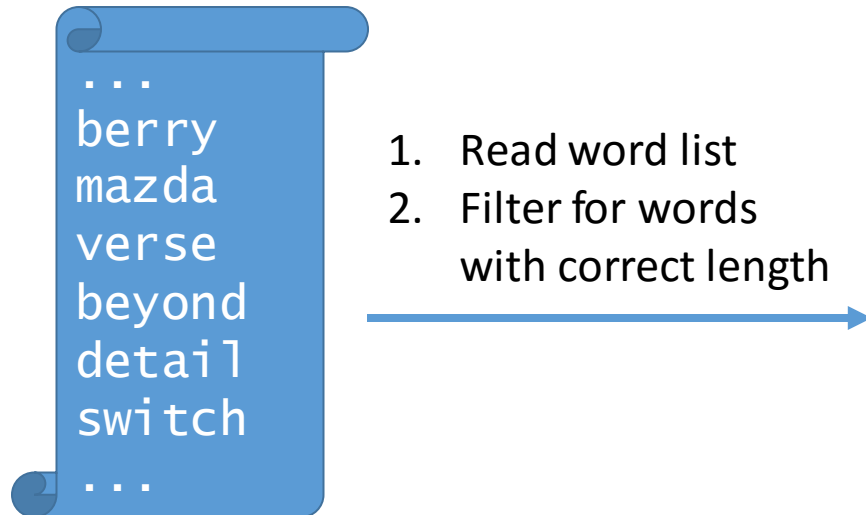 ...
berry
mazda
verse
beyond
detail
switch
...
1. Read word list
2. Filter for words
with correct length